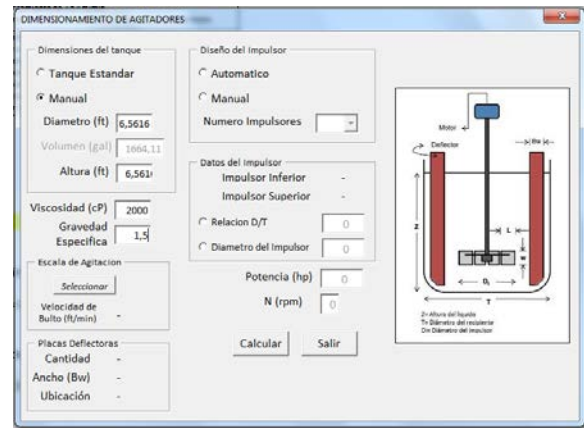 DIMENSIONAMIENTO DE AGITADORES
Dimensiones del tanque
Tanque Estandar
Manual
Diametro (ft) 6,5616
Volumen (gal) 1664,11
Altura (ft) 6,561
Viscosidad (cP) 2000
Gravedad
Especifica 1,5
Escala de Agitacion
Seleccionar
Velocidad de
Bulto (ft/min) -
Placas Deflectoras
Cantidad -
Ancho (Bw) -
Ubicación -
Diseño del Impulsor
Automatico
Manual
Numero Impulsores
Datos del Impulsor
Impulsor Inferior -
Impulsor Superior -
Relacion D/T 0
Diametro del Impulsor 0
Potencia (hp) 0
N (rpm) 0
Calcular Salir
Motor
Deflector
Bw
Z
L
W
T
Z= Altura del líquido
T= Diámetro del recipiente
D= Diámetro del impulsor